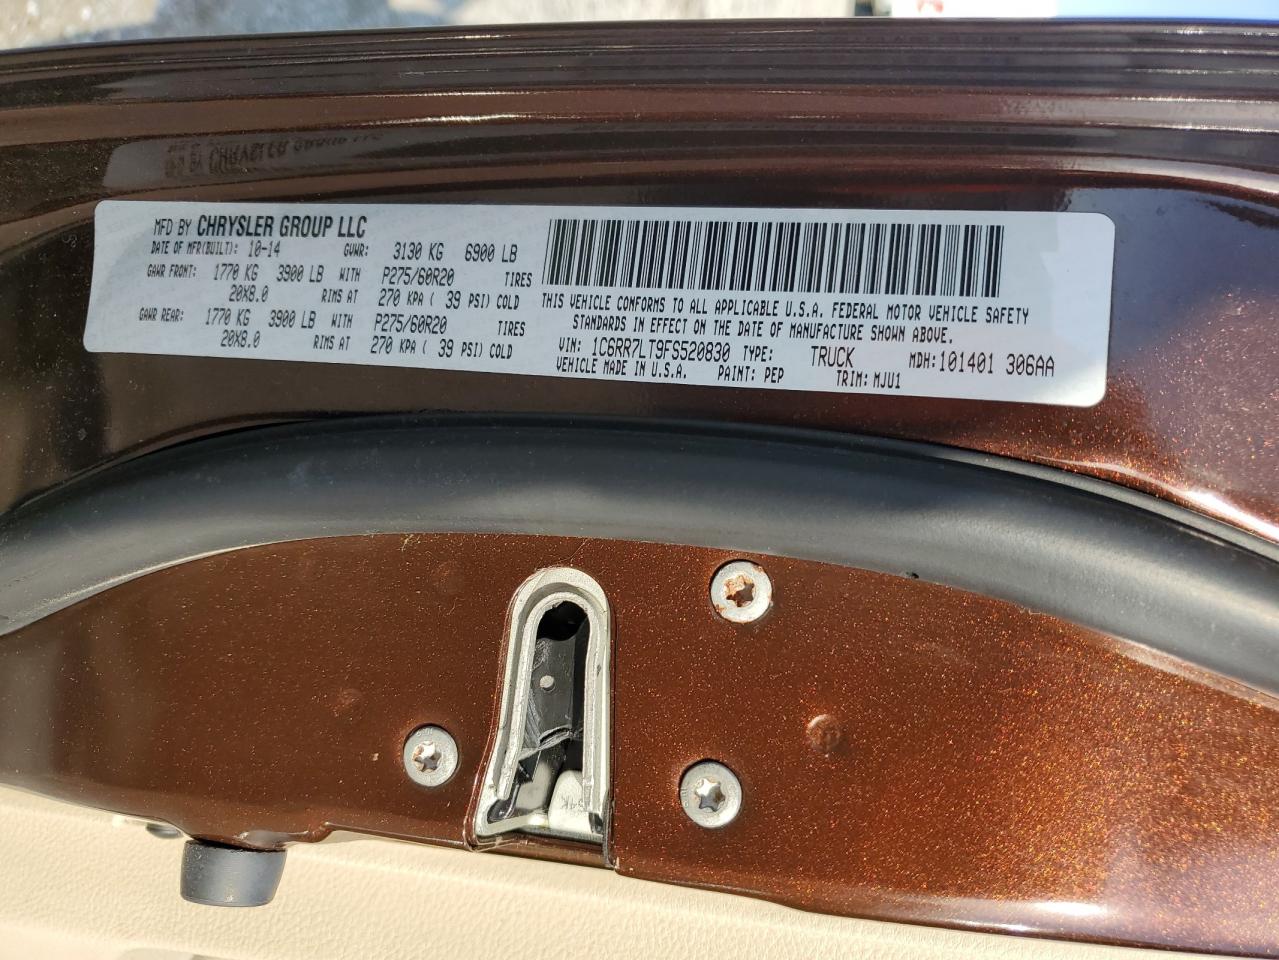 MFD BY CHRYSLER GROUP LLC
DATE OF MFR(BUILT): 10-14 GVWR: 3130 KG 6900 LB
GAWR FRONT: 1770 KG 3900 LB WITH P275/60R20 TIRES
20X8.0 RIMS AT 270 KPA ( 39 PSI) COLD
GAWR REAR: 1770 KG 3900 LB WITH P275/60R20 TIRES
20X8.0 RIMS AT 270 KPA ( 39 PSI) COLD
THIS VEHICLE CONFORMS TO ALL APPLICABLE U.S.A. FEDERAL MOTOR VEHICLE SAFETY
STANDARDS IN EFFECT ON THE DATE OF MANUFACTURE SHOWN ABOVE.
VIN: 1C6RR7LT9FS520830 TYPE: TRUCK MDH: 101401 306AA
VEHICLE MADE IN U.S.A. PAINT: PEP TRIM: MJU1